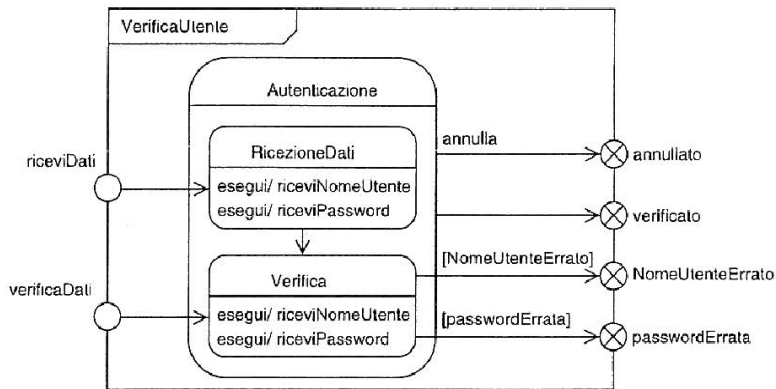 VerificaUtente
Autenticazione
RicezioneDati
esegui/ riceviNomeUtente
esegui/ riceviPassword
Verifica
esegui/ riceviNomeUtente
esegui/ riceviPassword
riceviDati
verificaDati
annulla
annullato
verificato
[NomeUtenteErrato]
NomeUtenteErrato
[passwordErrata]
passwordErrata